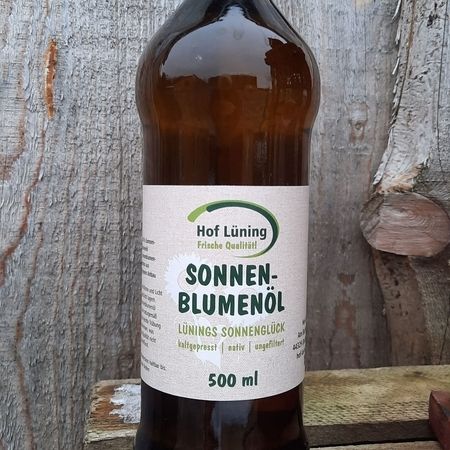 Hof Lüning
Frische Qualität!
SONNEN-
BLUMENÖL
LÜNINGS SONNENGLÜCK
kaltgepresst | nativ | ungefiltert
500 ml